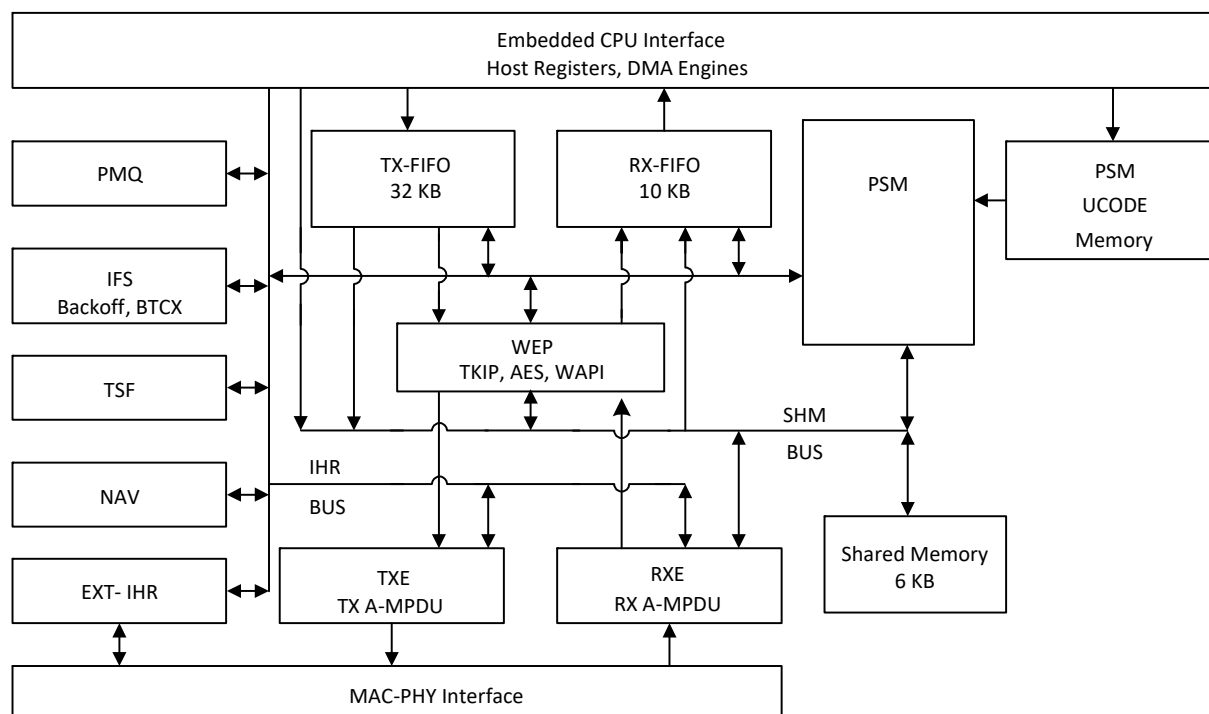 Embedded CPU Interface
Host Registers, DMA Engines
TX-FIFO
32 KB
RX-FIFO
10 KB
PSM
PSM
UCODE
Memory
PMQ
IFS
Backoff, BTCX
WEP
TKIP, AES, WAPI
TSF
SHM
BUS
IHR
BUS
NAV
Shared Memory
6 KB
EXT- IHR
TXE
TX A-MPDU
RXE
RX A-MPDU
MAC-PHY Interface